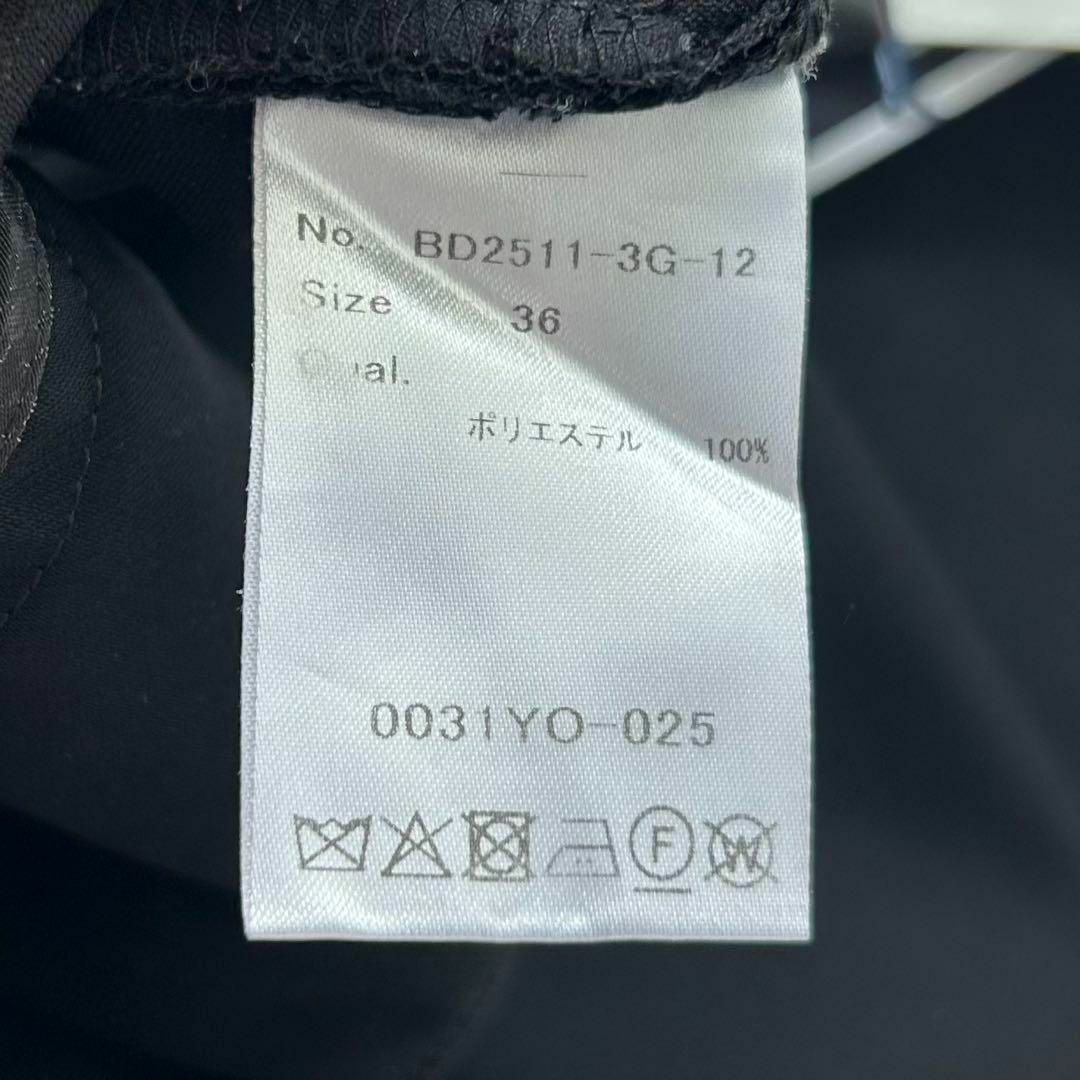 No. BD2511-3G-12
Size 36
ual.
ポリエステル 100%
0031YO-025
F W